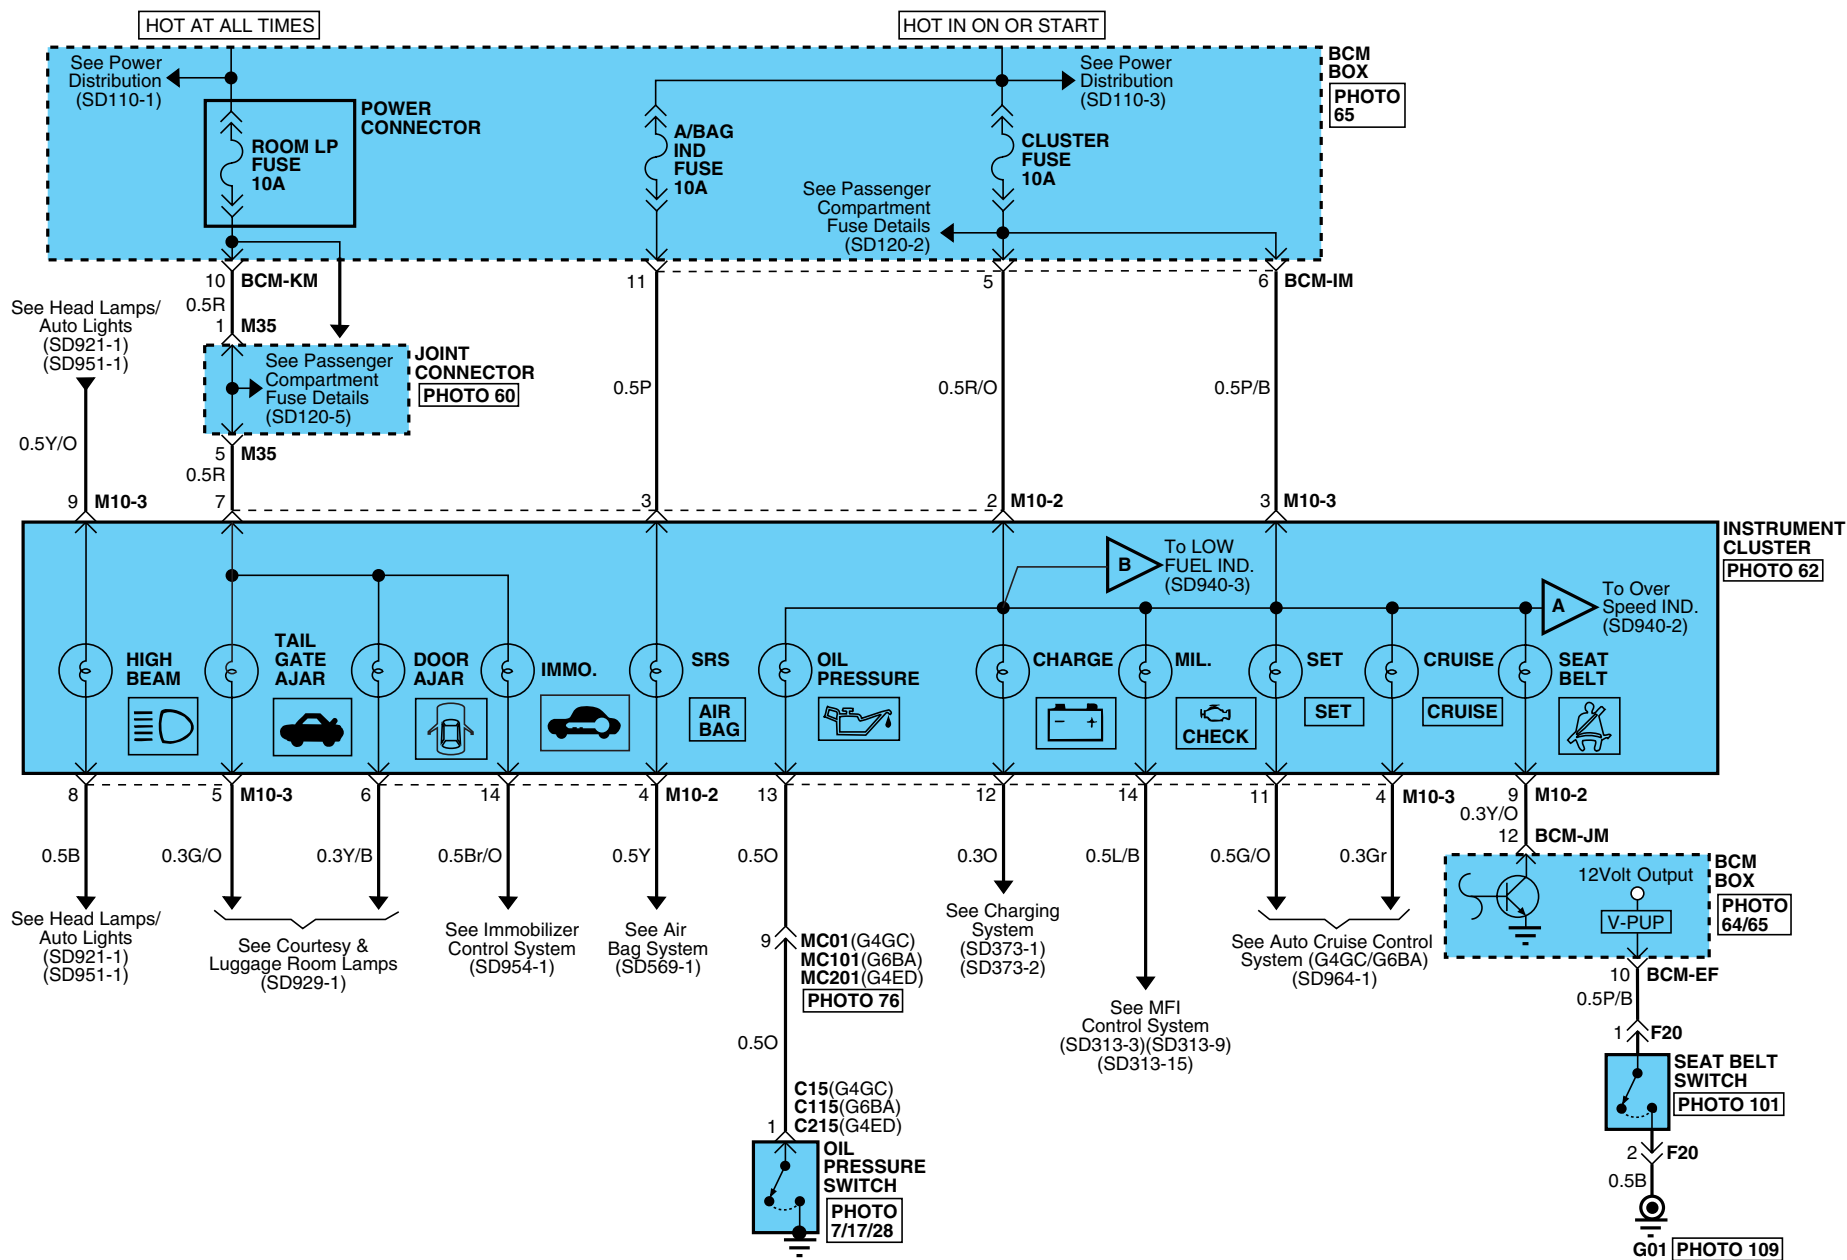 HOT AT ALL TIMES
HOT IN ON OR START
See Power
Distribution
(SD110-1)
POWER
CONNECTOR
ROOM LP
FUSE
10A
A/BAG
IND
FUSE
10A
See Power
Distribution
(SD110-3)
CLUSTER
FUSE
10A
See Passenger
Compartment
Fuse Details
(SD120-2)
BCM
BOX
PHOTO
65
10 BCM-KM
11
5
6 BCM-IM
0.5R
1 M35
See Head Lamps/
Auto Lights
(SD921-1)
(SD951-1)
See Passenger
Compartment
Fuse Details
(SD120-5)
JOINT
CONNECTOR
PHOTO 60
0.5P
0.5R/O
0.5P/B
0.5Y/O
5 M35
0.5R
9 M10-3
7
3
2 M10-2
3 M10-3
INSTRUMENT
CLUSTER
PHOTO 62
B
To LOW
FUEL IND.
(SD940-3)
A
To Over
Speed IND.
(SD940-2)
HIGH
BEAM
TAIL
GATE
AJAR
DOOR
AJAR
IMMO.
SRS
AIR
BAG
OIL
PRESSURE
CHARGE
- +
MIL.
CHECK
SET
SET
CRUISE
CRUISE
SEAT
BELT
8
5 M10-3
6
14
4 M10-2
13
12
14
11
4 M10-3
9 M10-2
0.3Y/O
12 BCM-JM
0.5B
0.3G/O
0.3Y/B
0.5Br/O
0.5Y
0.5O
0.3O
0.5L/B
0.5G/O
0.3Gr
BCM
BOX
PHOTO
64/65
12Volt Output
V-PUP
See Head Lamps/
Auto Lights
(SD921-1)
(SD951-1)
See Courtesy &
Luggage Room Lamps
(SD929-1)
See Immobilizer
Control System
(SD954-1)
See Air
Bag System
(SD569-1)
9
MC01(G4GC)
MC101(G6BA)
MC201(G4ED)
PHOTO 76
See Charging
System
(SD373-1)
(SD373-2)
See MFI
Control System
(SD313-3)(SD313-9)
(SD313-15)
See Auto Cruise Control
System (G4GC/G6BA)
(SD964-1)
10 BCM-EF
0.5P/B
1 F20
SEAT BELT
SWITCH
PHOTO 101
2 F20
0.5B
G01 PHOTO 109
0.5O
C15(G4GC)
C115(G6BA)
C215(G4ED)
1
OIL
PRESSURE
SWITCH
PHOTO
7/17/28